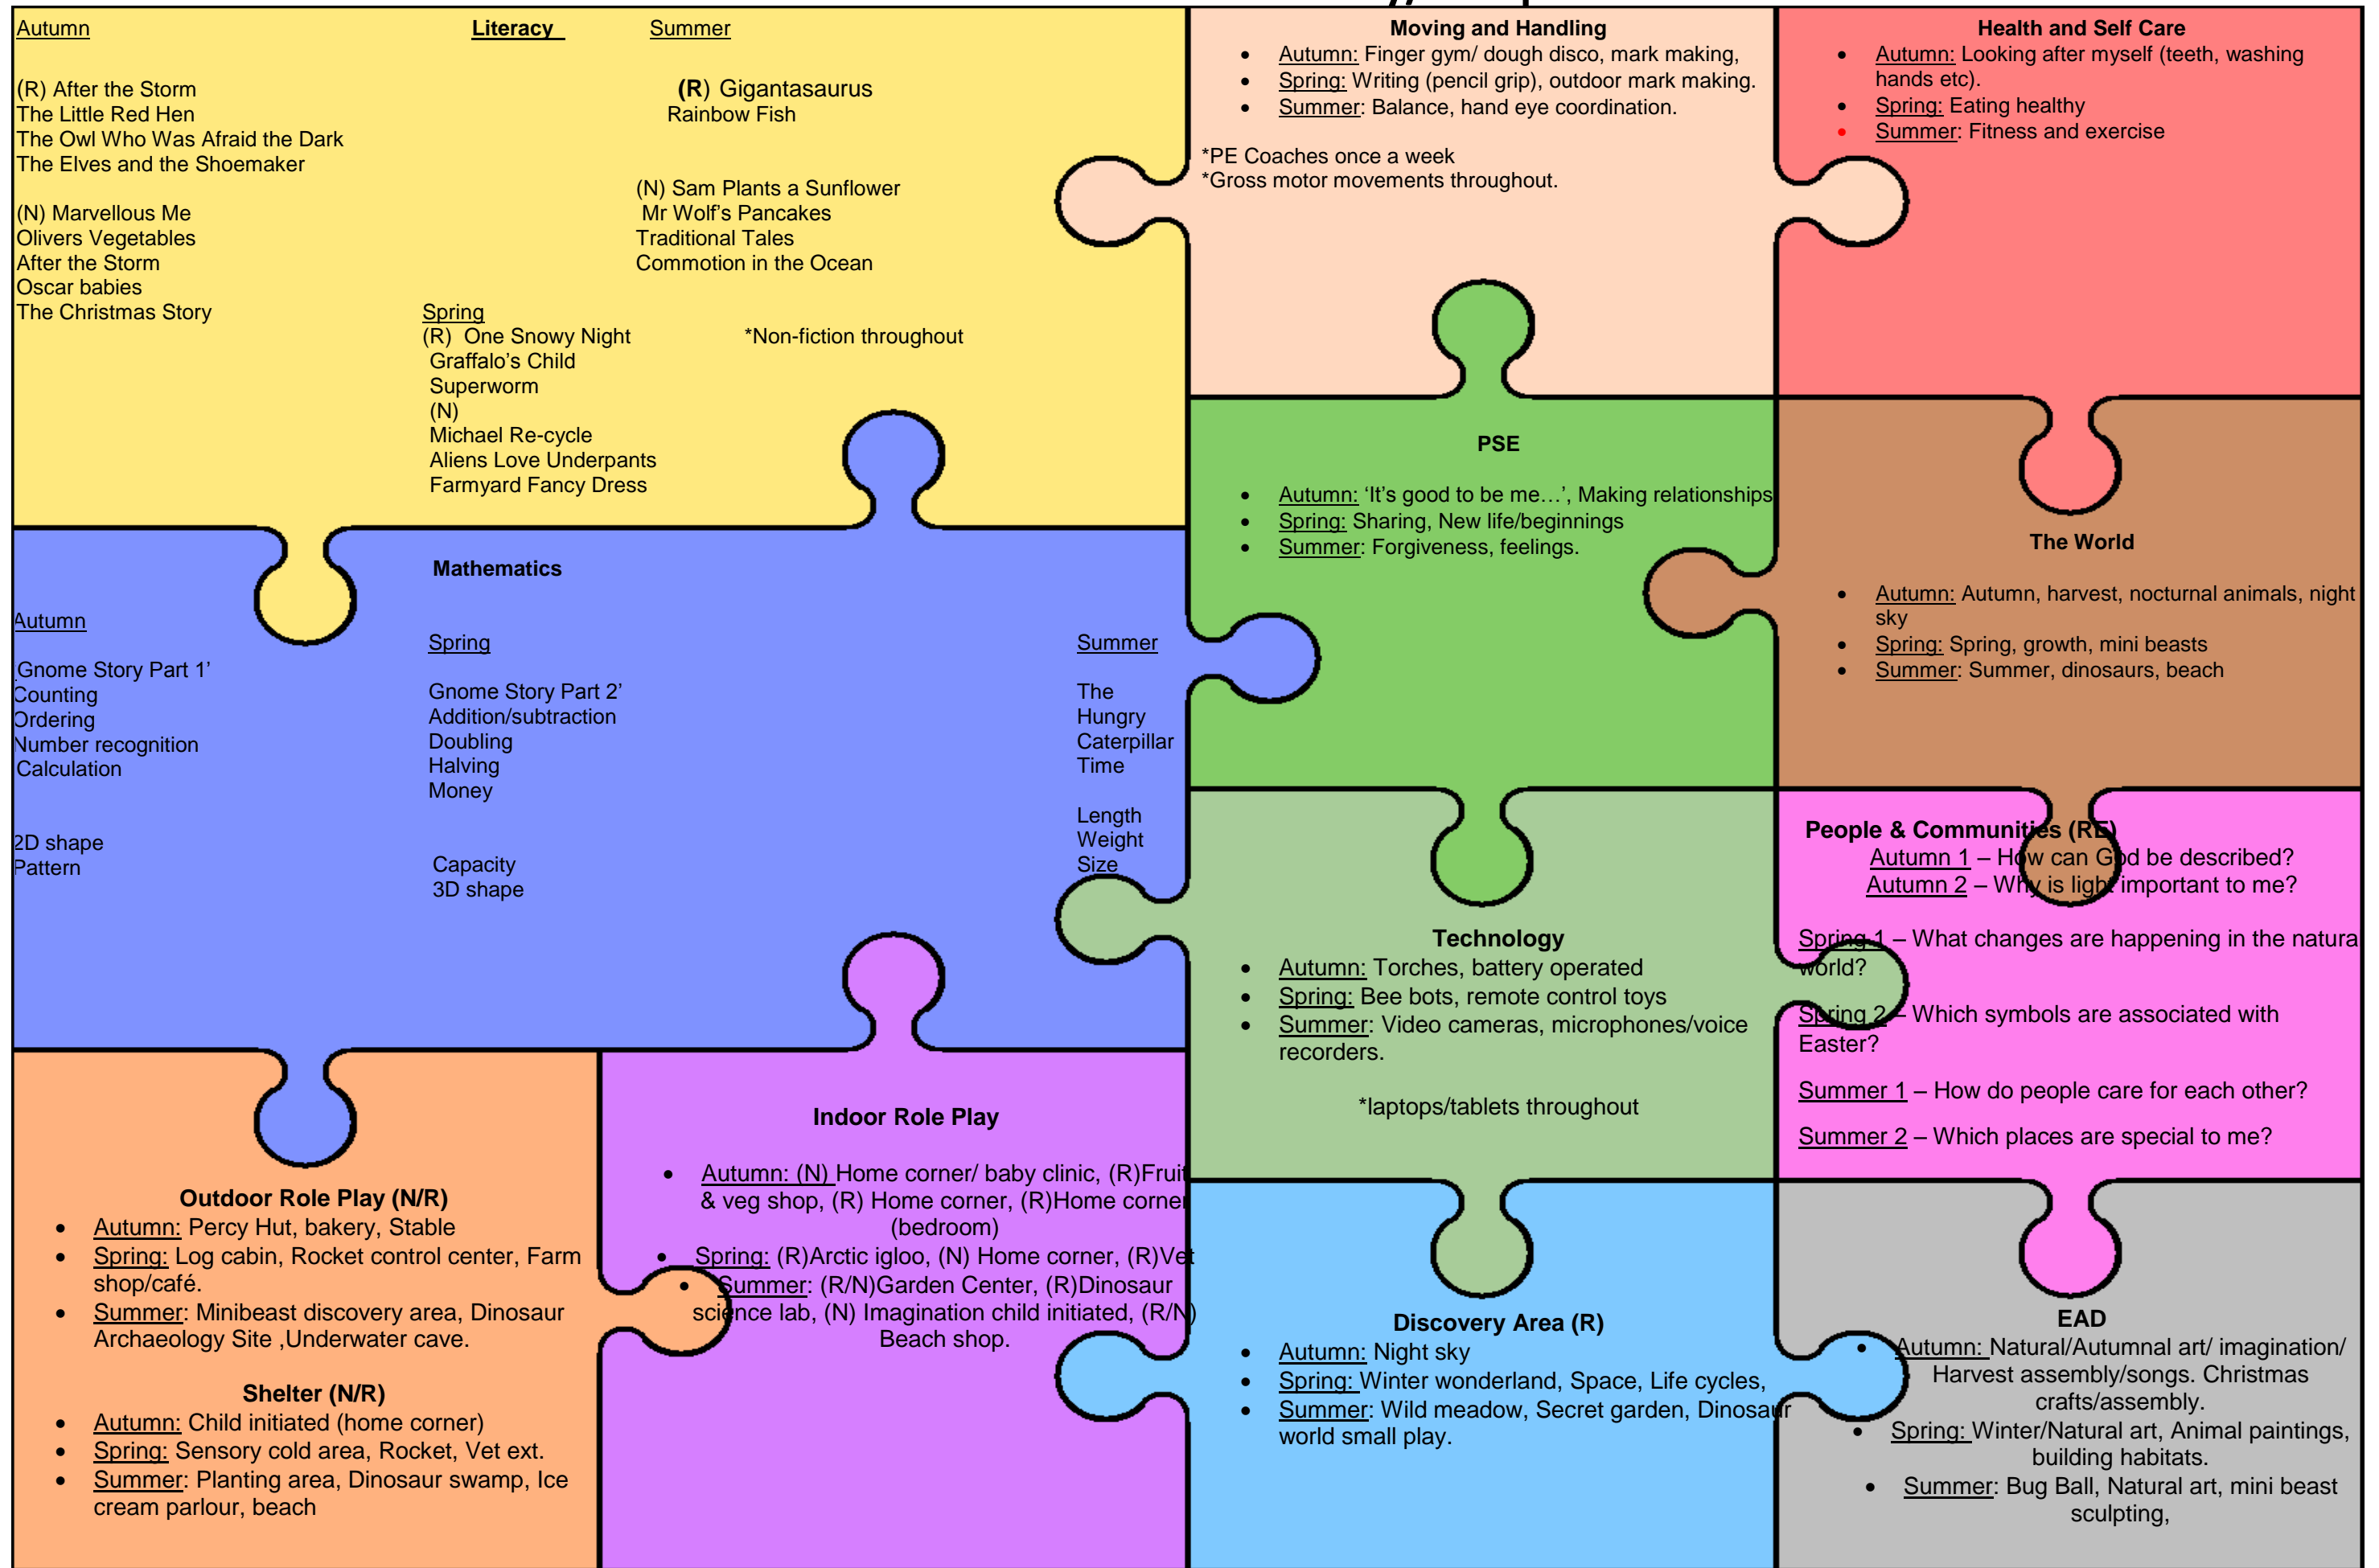 Autumn
Literacy
Summer
(R) After the Storm
The Little Red Hen
The Owl Who Was Afraid the Dark
The Elves and the Shoemaker
(N) Marvellous Me
Olivers Vegetables
After the Storm
Oscar babies
The Christmas Story
(R) Gigantasaurus
Rainbow Fish
(N) Sam Plants a Sunflower
Mr Wolf's Pancakes
Traditional Tales
Commotion in the Ocean
*Non-fiction throughout
Spring
(R) One Snowy Night
Graffalo's Child
Superworm
(N)
Michael Re-cycle
Aliens Love Underpants
Farmyard Fancy Dress
Moving and Handling
• Autumn: Finger gym/ dough disco, mark making,
• Spring: Writing (pencil grip), outdoor mark making.
• Summer: Balance, hand eye coordination.
*PE Coaches once a week
*Gross motor movements throughout.
Health and Self Care
• Autumn: Looking after myself (teeth, washing
hands etc).
• Spring: Eating healthy
• Summer: Fitness and exercise
PSE
• Autumn: 'It's good to be me…', Making relationships
• Spring: Sharing, New life/beginnings
• Summer: Forgiveness, feelings.
The World
• Autumn: Autumn, harvest, nocturnal animals, night
sky
• Spring: Spring, growth, mini beasts
• Summer: Summer, dinosaurs, beach
Mathematics
Autumn
Gnome Story Part 1'
Counting
Ordering
Number recognition
Calculation
2D shape
Pattern
Spring
Gnome Story Part 2'
Addition/subtraction
Doubling
Halving
Money
Capacity
3D shape
Summer
The
Hungry
Caterpillar
Time
Length
Weight
Size
Technology
• Autumn: Torches, battery operated
• Spring: Bee bots, remote control toys
• Summer: Video cameras, microphones/voice
recorders.
*laptops/tablets throughout
People & Communities (RE)
Autumn 1 – How can God be described?
Autumn 2 – Why is light important to me?
Spring 1 – What changes are happening in the natura
world?
Spring 2 – Which symbols are associated with
Easter?
Summer 1 – How do people care for each other?
Summer 2 – Which places are special to me?
Outdoor Role Play (N/R)
• Autumn: Percy Hut, bakery, Stable
• Spring: Log cabin, Rocket control center, Farm
shop/café.
• Summer: Minibeast discovery area, Dinosaur
Archaeology Site ,Underwater cave.
Shelter (N/R)
• Autumn: Child initiated (home corner)
• Spring: Sensory cold area, Rocket, Vet ext.
• Summer: Planting area, Dinosaur swamp, Ice
cream parlour, beach
Indoor Role Play
• Autumn: (N) Home corner/ baby clinic, (R)Fruit
& veg shop, (R) Home corner, (R)Home corner
(bedroom)
• Spring: (R)Arctic igloo, (N) Home corner, (R)Vet
• Summer: (R/N)Garden Center, (R)Dinosaur
science lab, (N) Imagination child initiated, (R/N)
Beach shop.
Discovery Area (R)
• Autumn: Night sky
• Spring: Winter wonderland, Space, Life cycles,
• Summer: Wild meadow, Secret garden, Dinosaur
world small play.
EAD
• Autumn: Natural/Autumnal art/ imagination/
Harvest assembly/songs. Christmas
crafts/assembly.
• Spring: Winter/Natural art, Animal paintings,
building habitats.
• Summer: Bug Ball, Natural art, mini beast
sculpting,